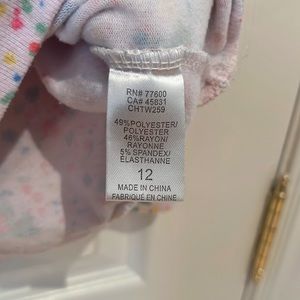 RN# 77600
CA# 45831
CHTW259
49%POLYESTER/
POLYESTER
46%RAYON/
RAYONNE
5% SPANDEX/
ÉLASTHANNE
12
MADE IN CHINA
FABRIQUÉ EN CHINE